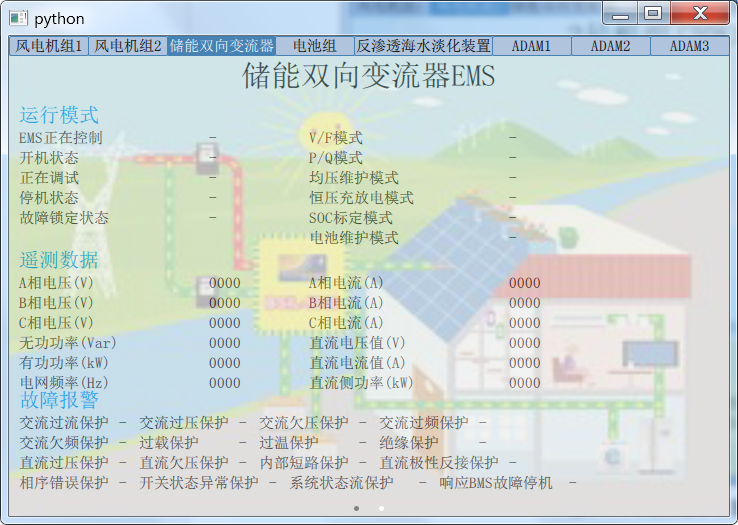 python
风电机组1 风电机组2 储能双向变流器 电池组 反渗透海水淡化装置 ADAM1 ADAM2 ADAM3
储能双向变流器EMS
运行模式
EMS正在控制 - V/F模式 -
开机状态 - P/Q模式 -
正在调试 - 均压维护模式 -
停机状态 - 恒压充放电模式 -
故障锁定状态 - SOC标定模式 -
电池维护模式 -
遥测数据
A相电压(V) 0000 A相电流(A) 0000
B相电压(V) 0000 B相电流(A) 0000
C相电压(V) 0000 C相电流(A) 0000
无功功率(Var) 0000 直流电压值(V) 0000
有功功率(kW) 0000 直流电流值(A) 0000
电网频率(Hz) 0000 直流侧功率(kW) 0000
故障报警
交流过流保护 - 交流过压保护 - 交流欠压保护 - 交流过频保护 -
交流欠频保护 - 过载保护 - 过温保护 - 绝缘保护 -
直流过压保护 - 直流欠压保护 - 内部短路保护 - 直流极性反接保护 -
相序错误保护 - 开关状态异常保护 - 系统状态流保护 - 响应BMS故障停机 -